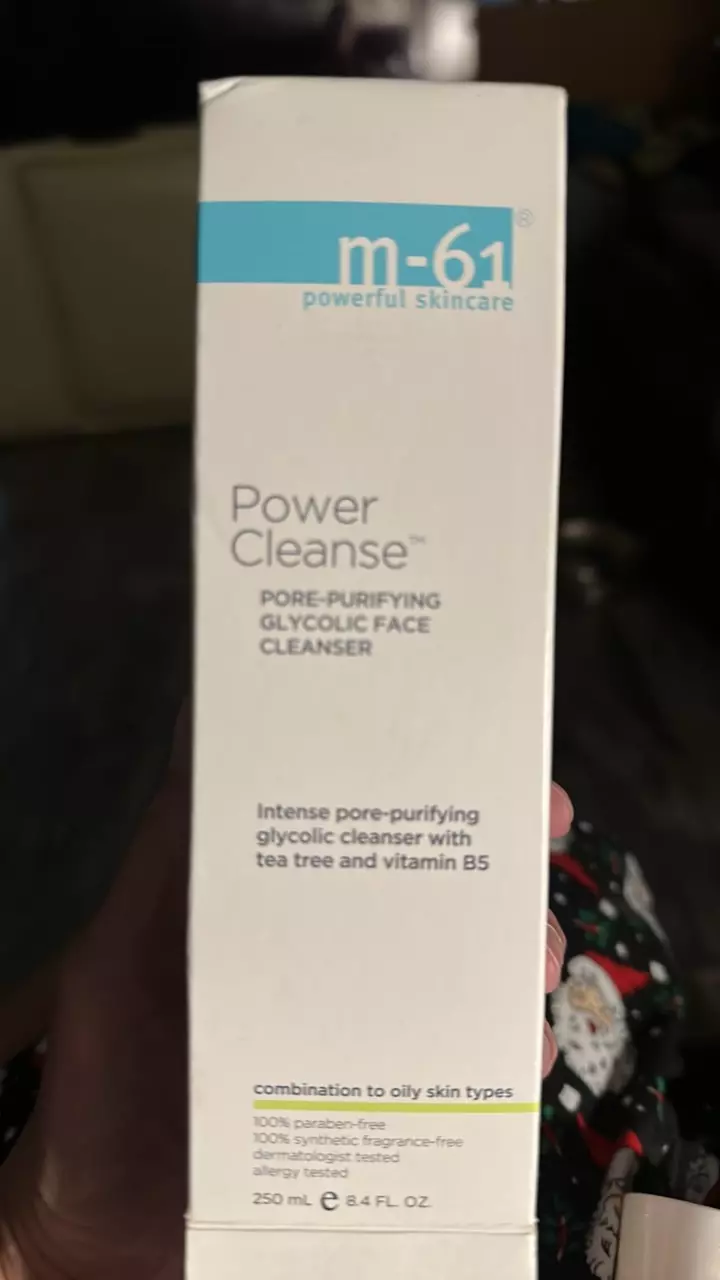 m-61®
powerful skincare
Power
Cleanse™
PORE-PURIFYING
GLYCOLIC FACE
CLEANSER
Intense pore-purifying
glycolic cleanser with
tea tree and vitamin B5
combination to oily skin types
100% paraben-free
100% synthetic fragrance-free
dermatologist tested
allergy tested
250 mL e 8.4 FL. OZ.